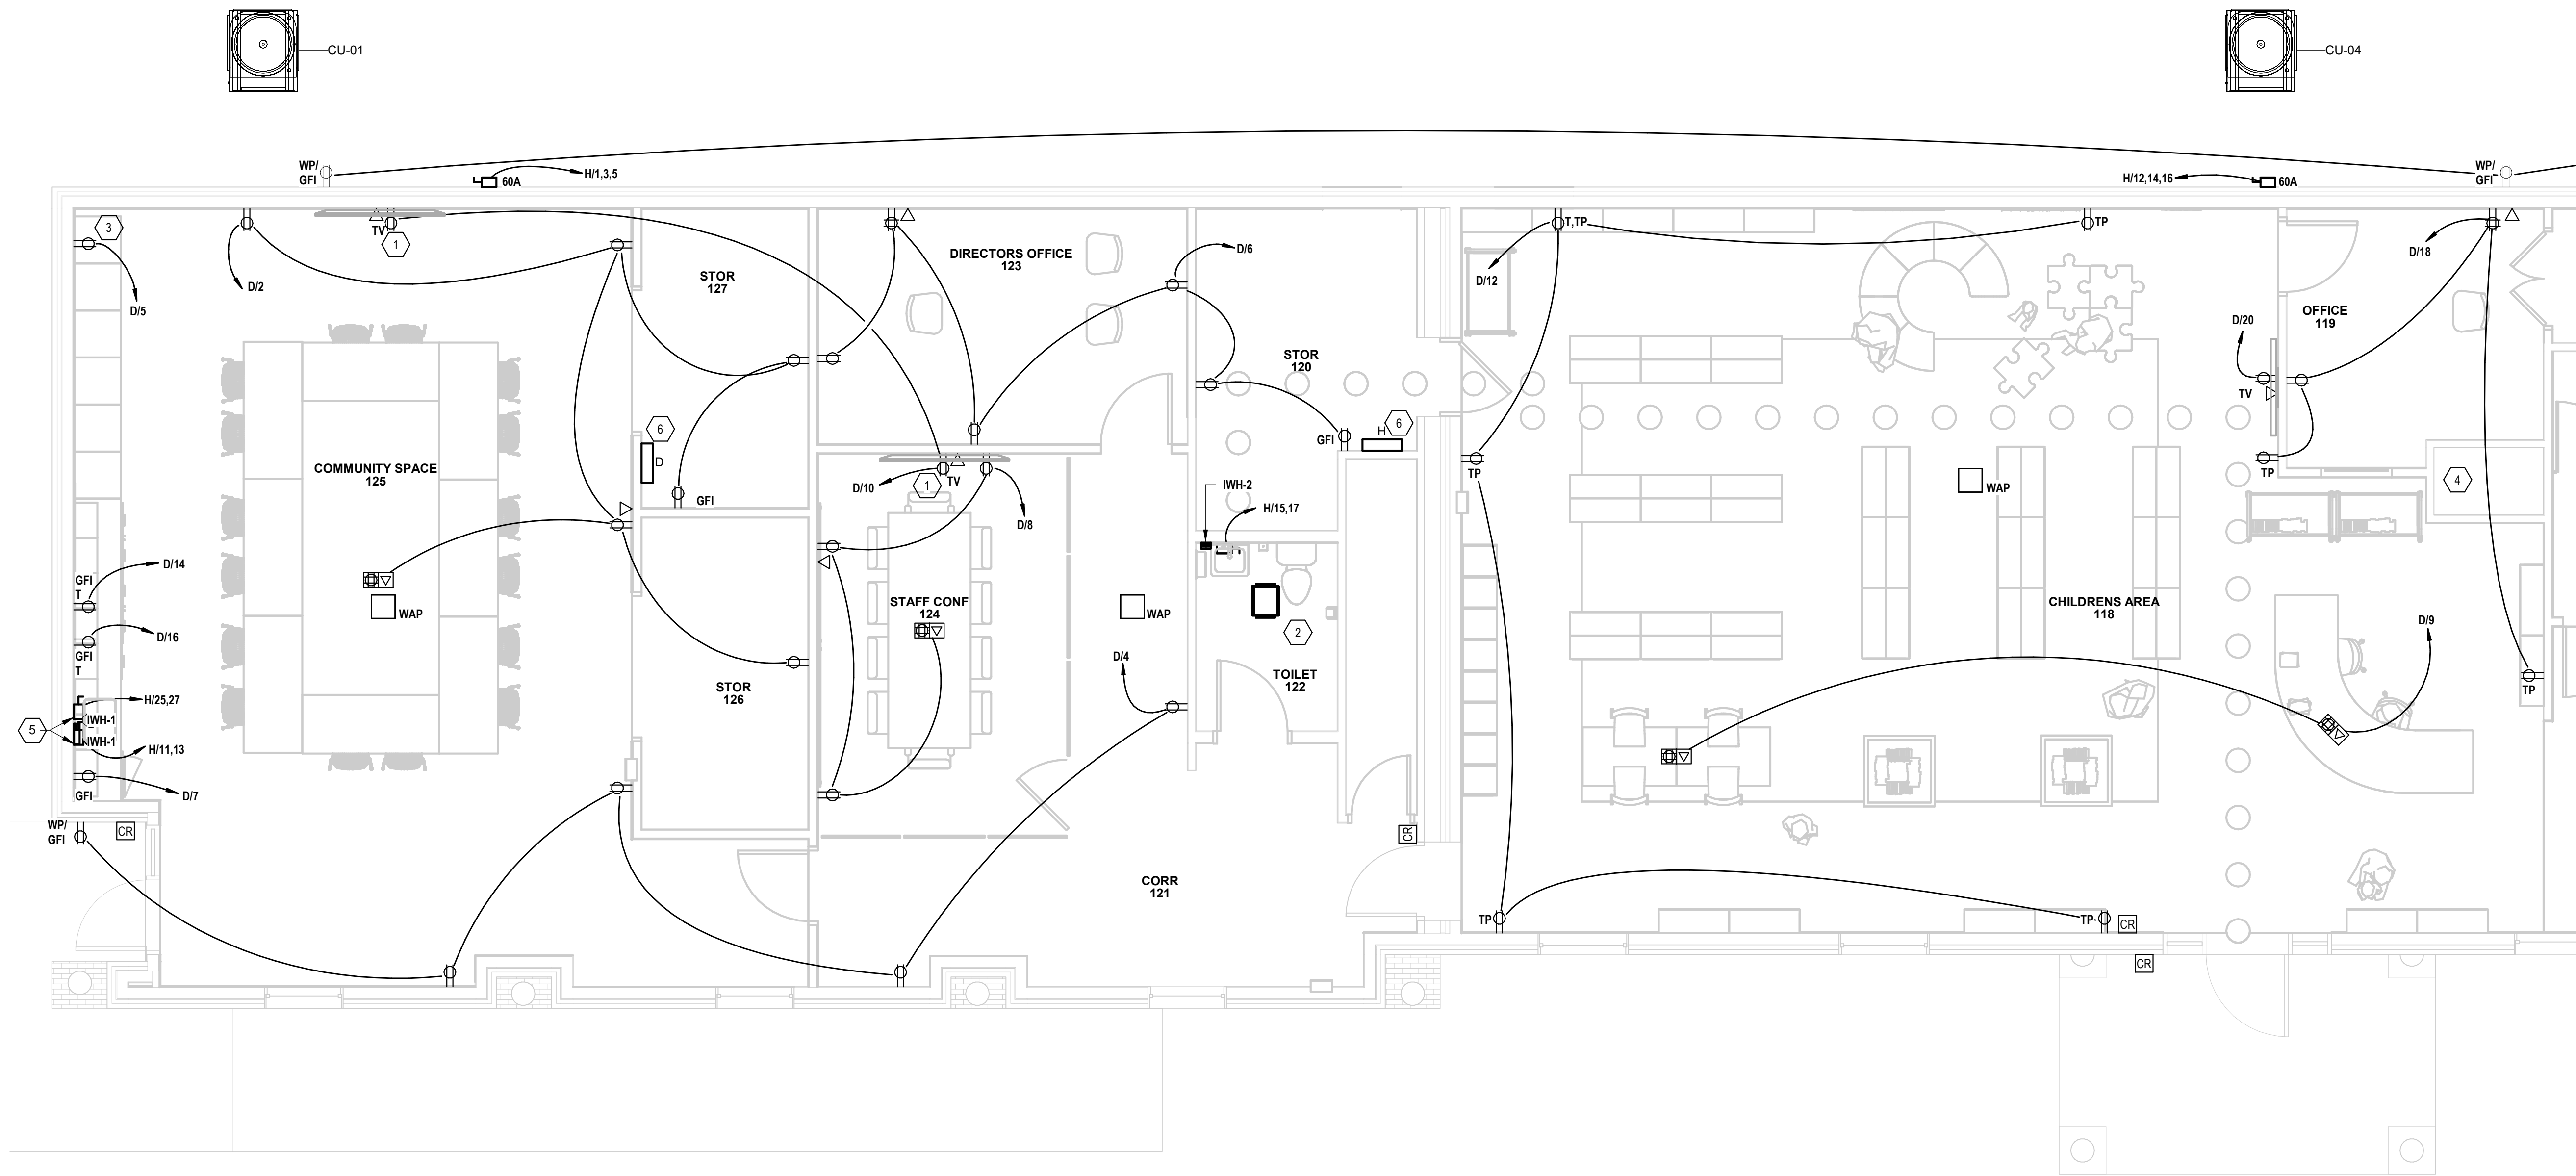 CU-01
CU-04
WP/
GFI
60A
H/1,3,5
H/12,14,16
60A
WP/
GFI
3
TV
1
T,TP
TP
D/5
D/2
STOR
127
DIRECTORS OFFICE
123
D/6
D/12
D/18
OFFICE
119
D/20
STOR
120
TV
6
D
GFI
COMMUNITY SPACE
125
D/10
1
TV
D/8
GFI
H
6
TP
TP
4
WAP
IWH-2
H/15,17
D/14
GFI
T
D/16
GFI
T
WAP
STAFF CONF
124
WAP
2
CHILDRENS AREA
118
D/9
D/4
TOILET
122
STOR
126
TP
H/25,27
5
IWH-1
IWH-1
H/11,13
D/7
GFI
WP/
GFI
CR
CR
CORR
121
TP
TP
CR
CR